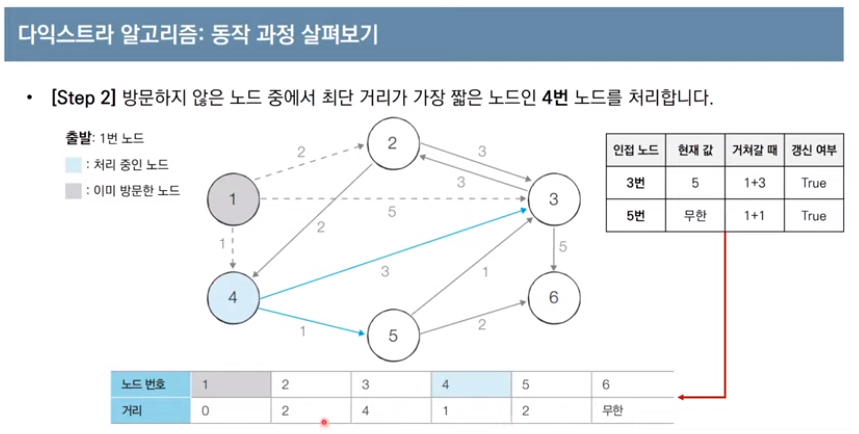 다익스트라 알고리즘: 동작 과정 살펴보기
• [Step 2] 방문하지 않은 노드 중에서 최단 거리가 가장 짧은 노드인 4번 노드를 처리합니다.
출발: 1번 노드
: 처리 중인 노드
: 이미 방문한 노드
1
2
3
4
5
6
2
3
3
5
1
2
3
1
1
2
5
인접 노드 현재 값 거쳐갈 때 갱신 여부
3번 5 1+3 True
5번 무한 1+1 True
노드 번호 1 2 3 4 5 6
거리 0 2 4 1 2 무한